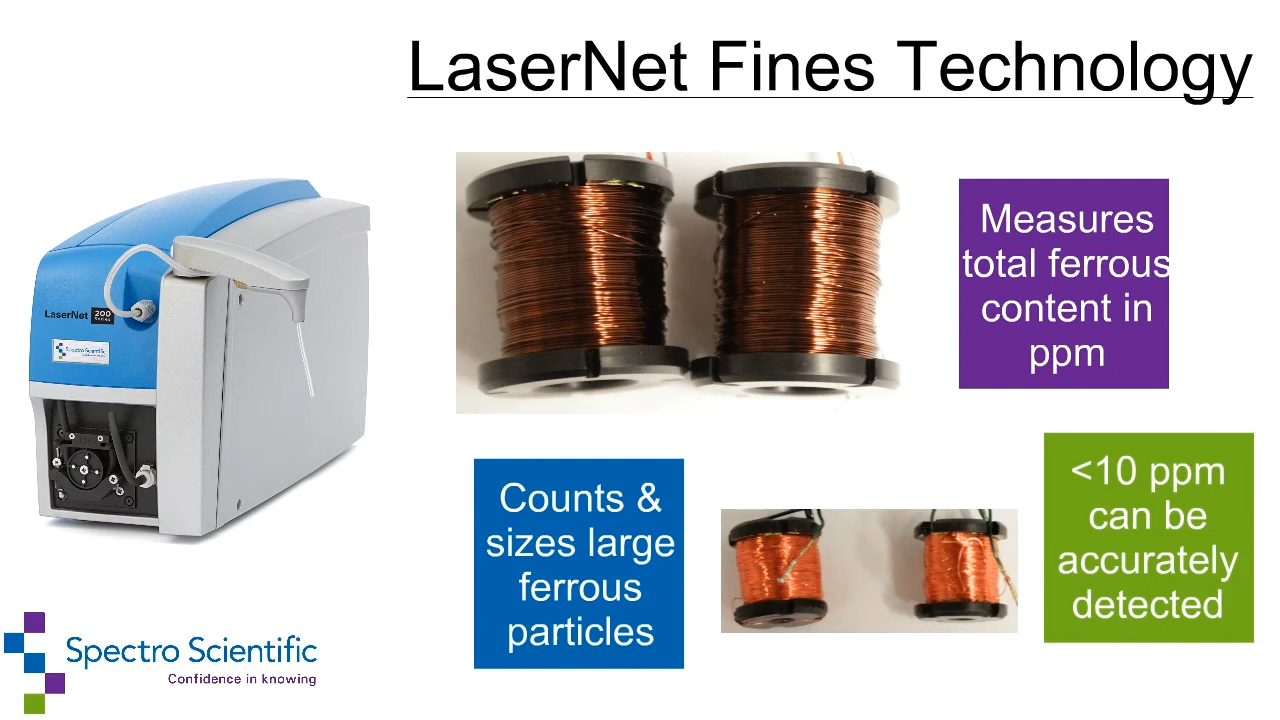 LaserNet Fines Technology
LaserNet 200
Series
Spectro Scientific
Measures
total ferrous
content in
ppm
Counts &
sizes large
ferrous
particles
<10 ppm
can be
accurately
detected
Spectro Scientific
Confidence in knowing